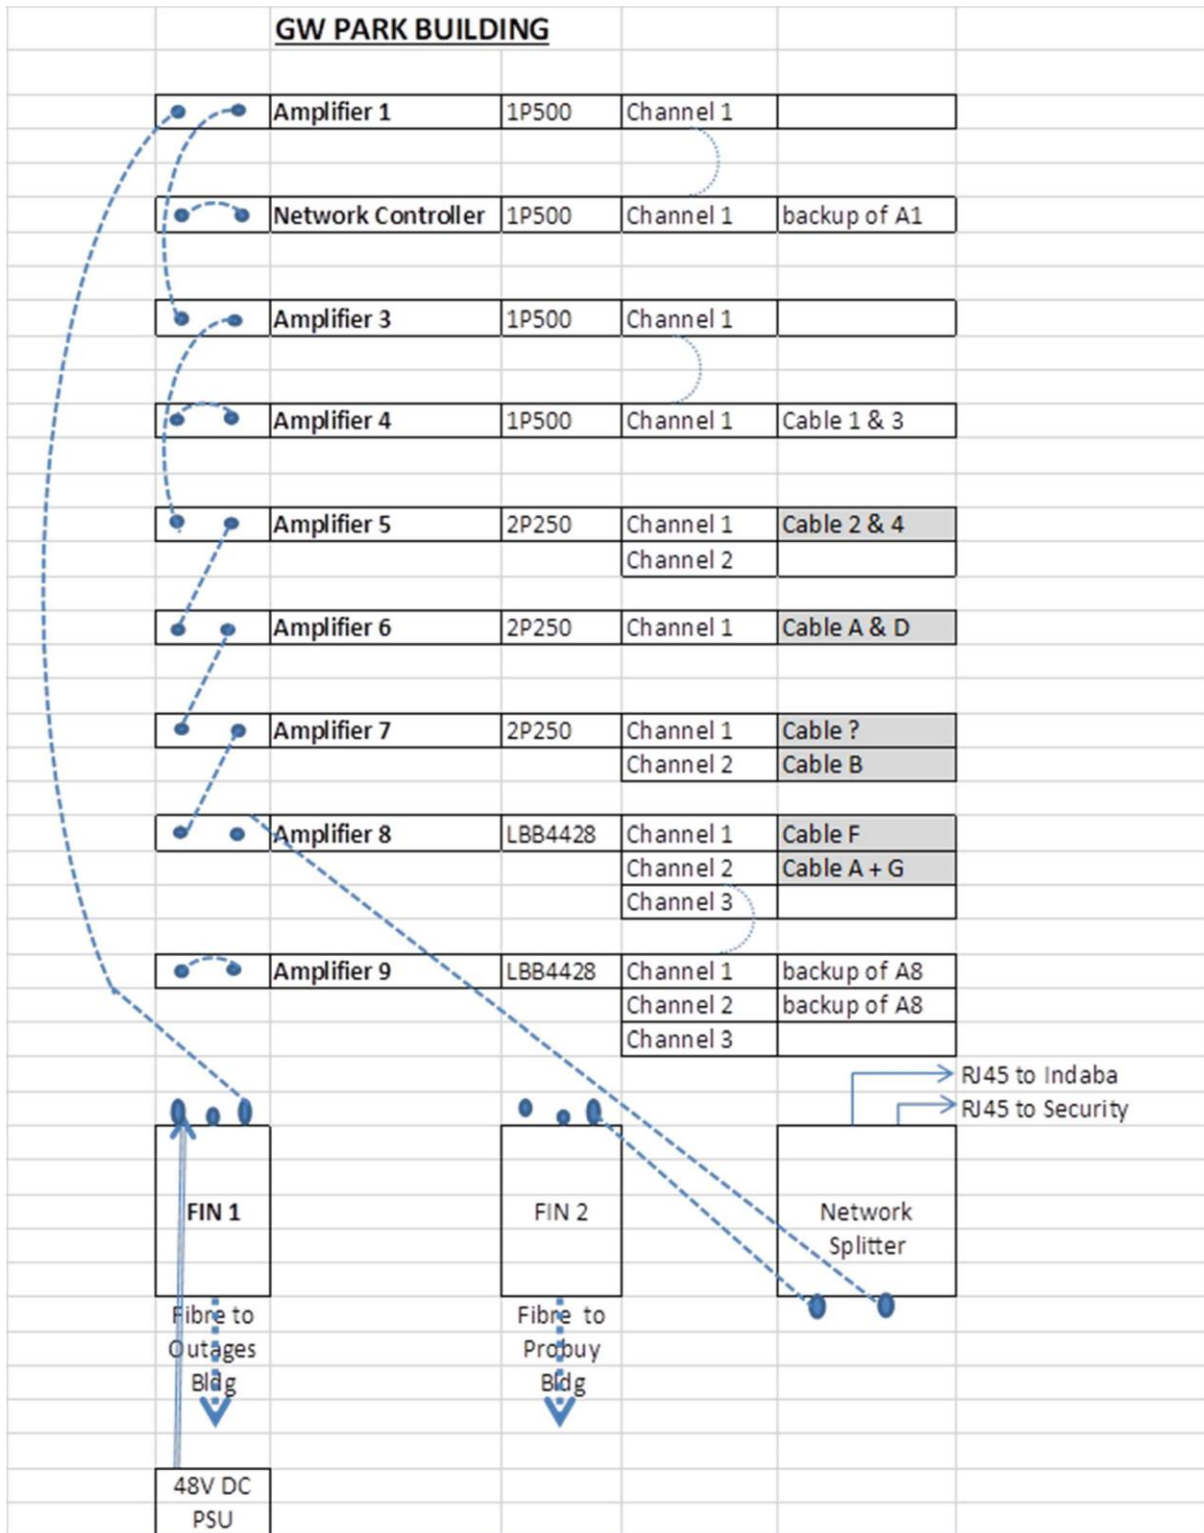 GW PARK BUILDING
Amplifier 1 1P500 Channel 1
Network Controller 1P500 Channel 1 backup of A1
Amplifier 3 1P500 Channel 1
Amplifier 4 1P500 Channel 1 Cable 1 & 3
Amplifier 5 2P250 Channel 1 Cable 2 & 4
Channel 2
Amplifier 6 2P250 Channel 1 Cable A & D
Amplifier 7 2P250 Channel 1 Cable ?
Channel 2 Cable B
Amplifier 8 LBB4428 Channel 1 Cable F
Channel 2 Cable A + G
Channel 3
Amplifier 9 LBB4428 Channel 1 backup of A8
Channel 2 backup of A8
Channel 3
RJ45 to Indaba
RJ45 to Security
FIN 1
FIN 2
Network
Splitter
Fibre to
Outages
Bldg
Fibre to
Probuy
Bldg
48V DC
PSU